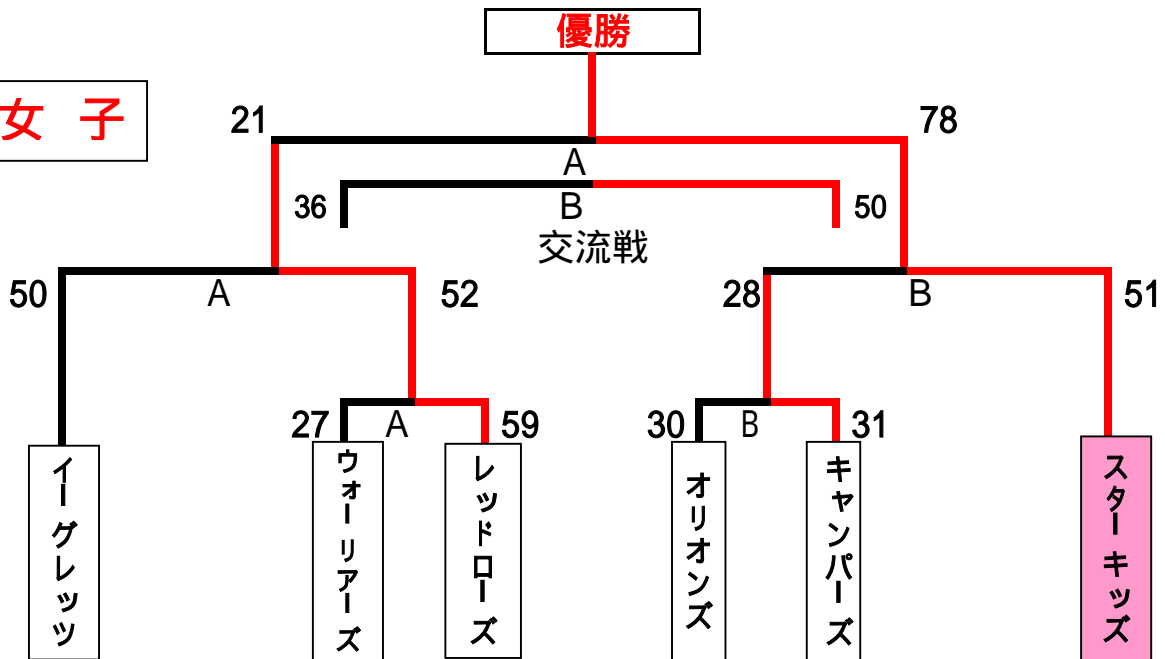 優勝
女 子
21
78
A
36
B
50
交流戦
50
A
52
28
B
51
27
A
59
30
B
31
イーグレッツ
ウォーリアーズ
レッドローズ
オリオンズ
キャンパーズ
スターキッズ